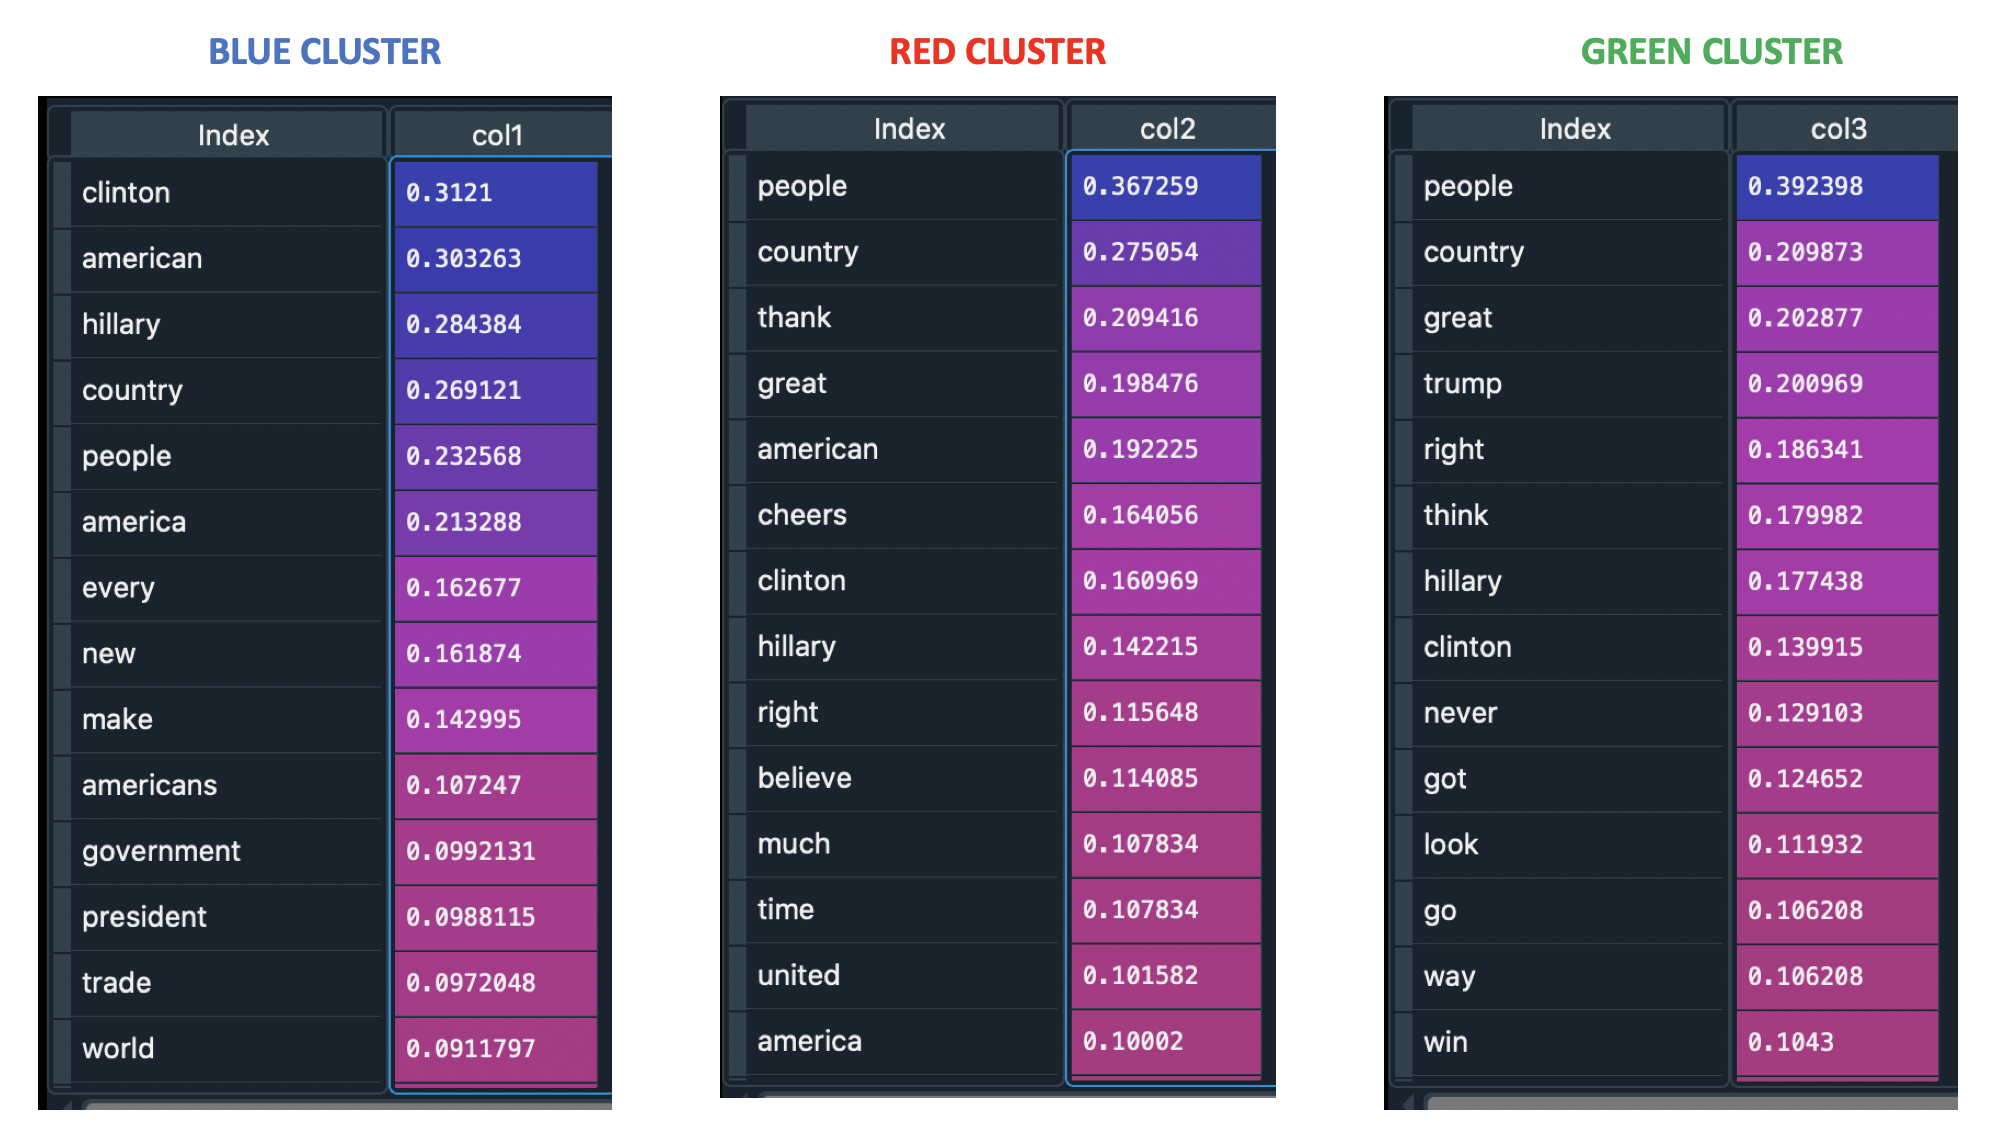 BLUE CLUSTER
Index col1
clinton 0.3121
american 0.303263
hillary 0.284384
country 0.269121
people 0.232568
america 0.213288
every 0.162677
new 0.161874
make 0.142995
americans 0.107247
government 0.0992131
president 0.0988115
trade 0.0972048
world 0.0911797
RED CLUSTER
Index col2
people 0.367259
country 0.275054
thank 0.209416
great 0.198476
american 0.192225
cheers 0.164056
clinton 0.160969
hillary 0.142215
right 0.115648
believe 0.114085
much 0.107834
time 0.107834
united 0.101582
america 0.10002
GREEN CLUSTER
Index col3
people 0.392398
country 0.209873
great 0.202877
trump 0.200969
right 0.186341
think 0.179982
hillary 0.177438
clinton 0.139915
never 0.129103
got 0.124652
look 0.111932
go 0.106208
way 0.106208
win 0.1043